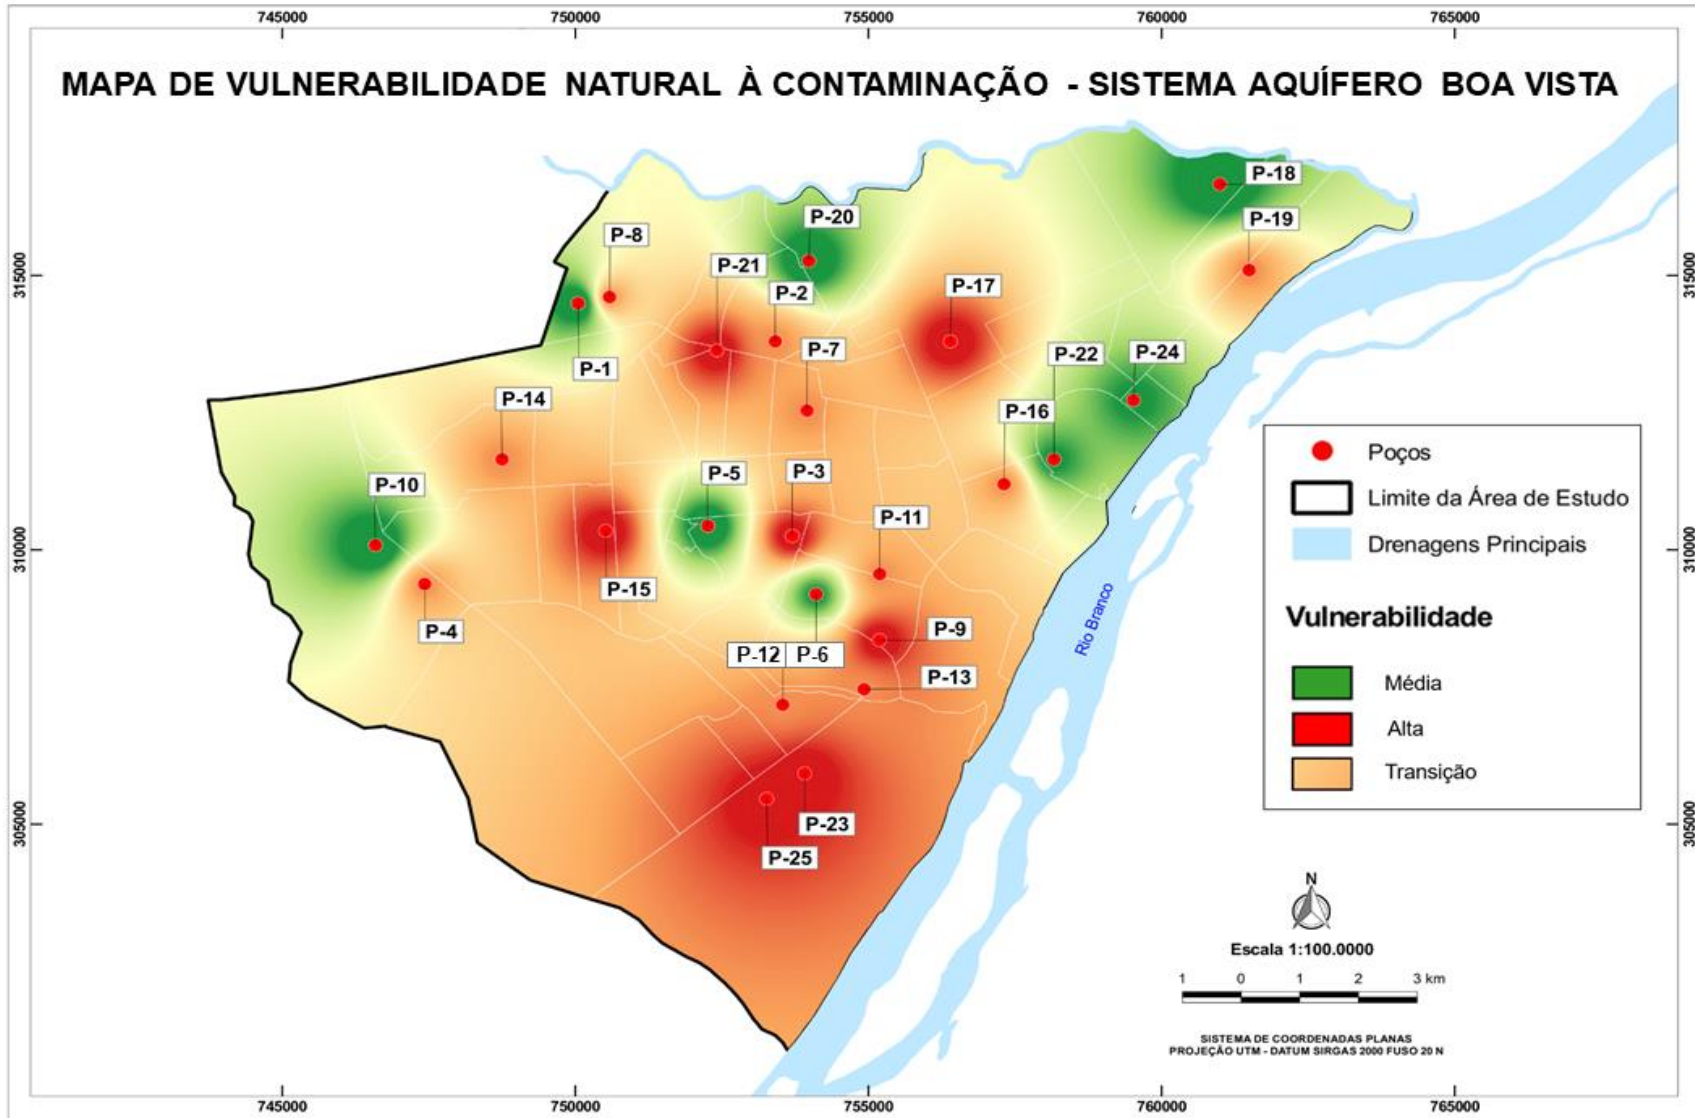 745000 750000 755000 760000 765000
MAPA DE VULNERABILIDADE NATURAL À CONTAMINAÇÃO - SISTEMA AQUÍFERO BOA VISTA
P-18
P-20
P-19
P-8
P-21
315000
315000
P-17
P-2
P-7
P-22
P-24
P-1
P-14
P-16
P-5
P-3
P-10
P-11
310000
310000
P-15
P-4
P-9
P-12
P-6
P-13
P-23
P-25
305000
305000
Rio Branco
Poços
Limite da Área de Estudo
Drenagens Principais
Vulnerabilidade
Média
Alta
Transição
N
Escala 1:100.0000
1 0 1 2 3 km
SISTEMA DE COORDENADAS PLANAS
PROJEÇÃO UTM - DATUM SIRGAS 2000 FUSO 20 N
745000 750000 755000 760000 765000